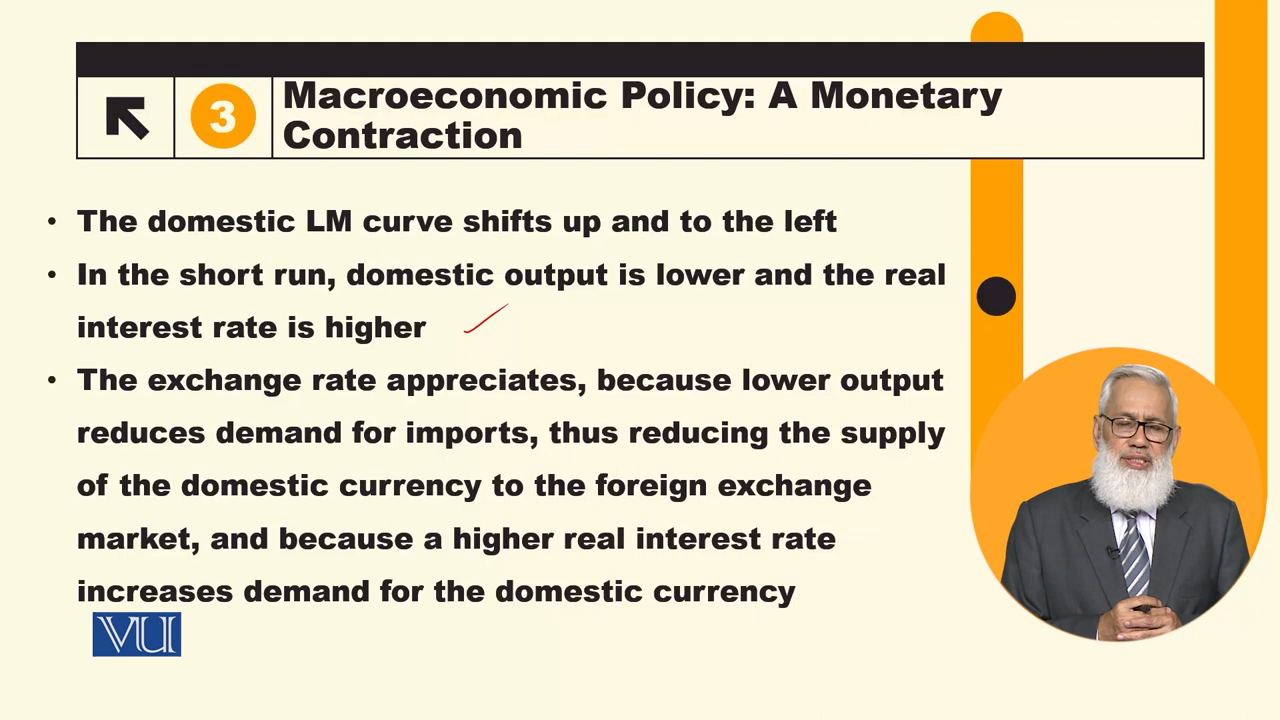 3
Macroeconomic Policy: A Monetary
Contraction
• The domestic LM curve shifts up and to the left
• In the short run, domestic output is lower and the real
interest rate is higher
• The exchange rate appreciates, because lower output
reduces demand for imports, thus reducing the supply
of the domestic currency to the foreign exchange
market, and because a higher real interest rate
increases demand for the domestic currency
VU